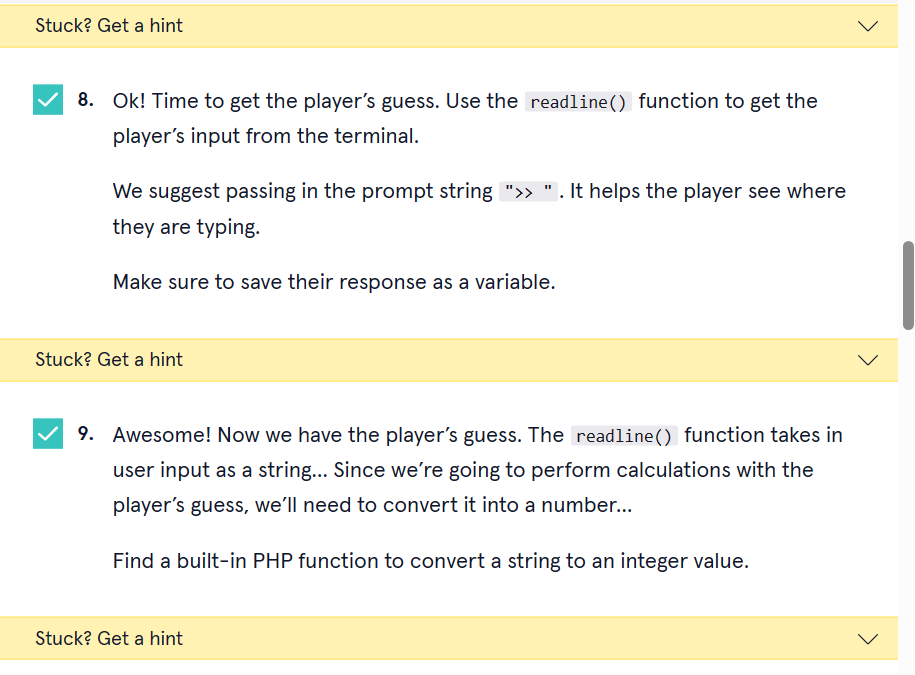 Stuck? Get a hint
8. Ok! Time to get the player’s guess. Use the readline() function to get the
player’s input from the terminal.
We suggest passing in the prompt string ">> ". It helps the player see where
they are typing.
Make sure to save their response as a variable.
Stuck? Get a hint
9. Awesome! Now we have the player’s guess. The readline() function takes in
user input as a string... Since we’re going to perform calculations with the
player’s guess, we’ll need to convert it into a number...
Find a built-in PHP function to convert a string to an integer value.
Stuck? Get a hint